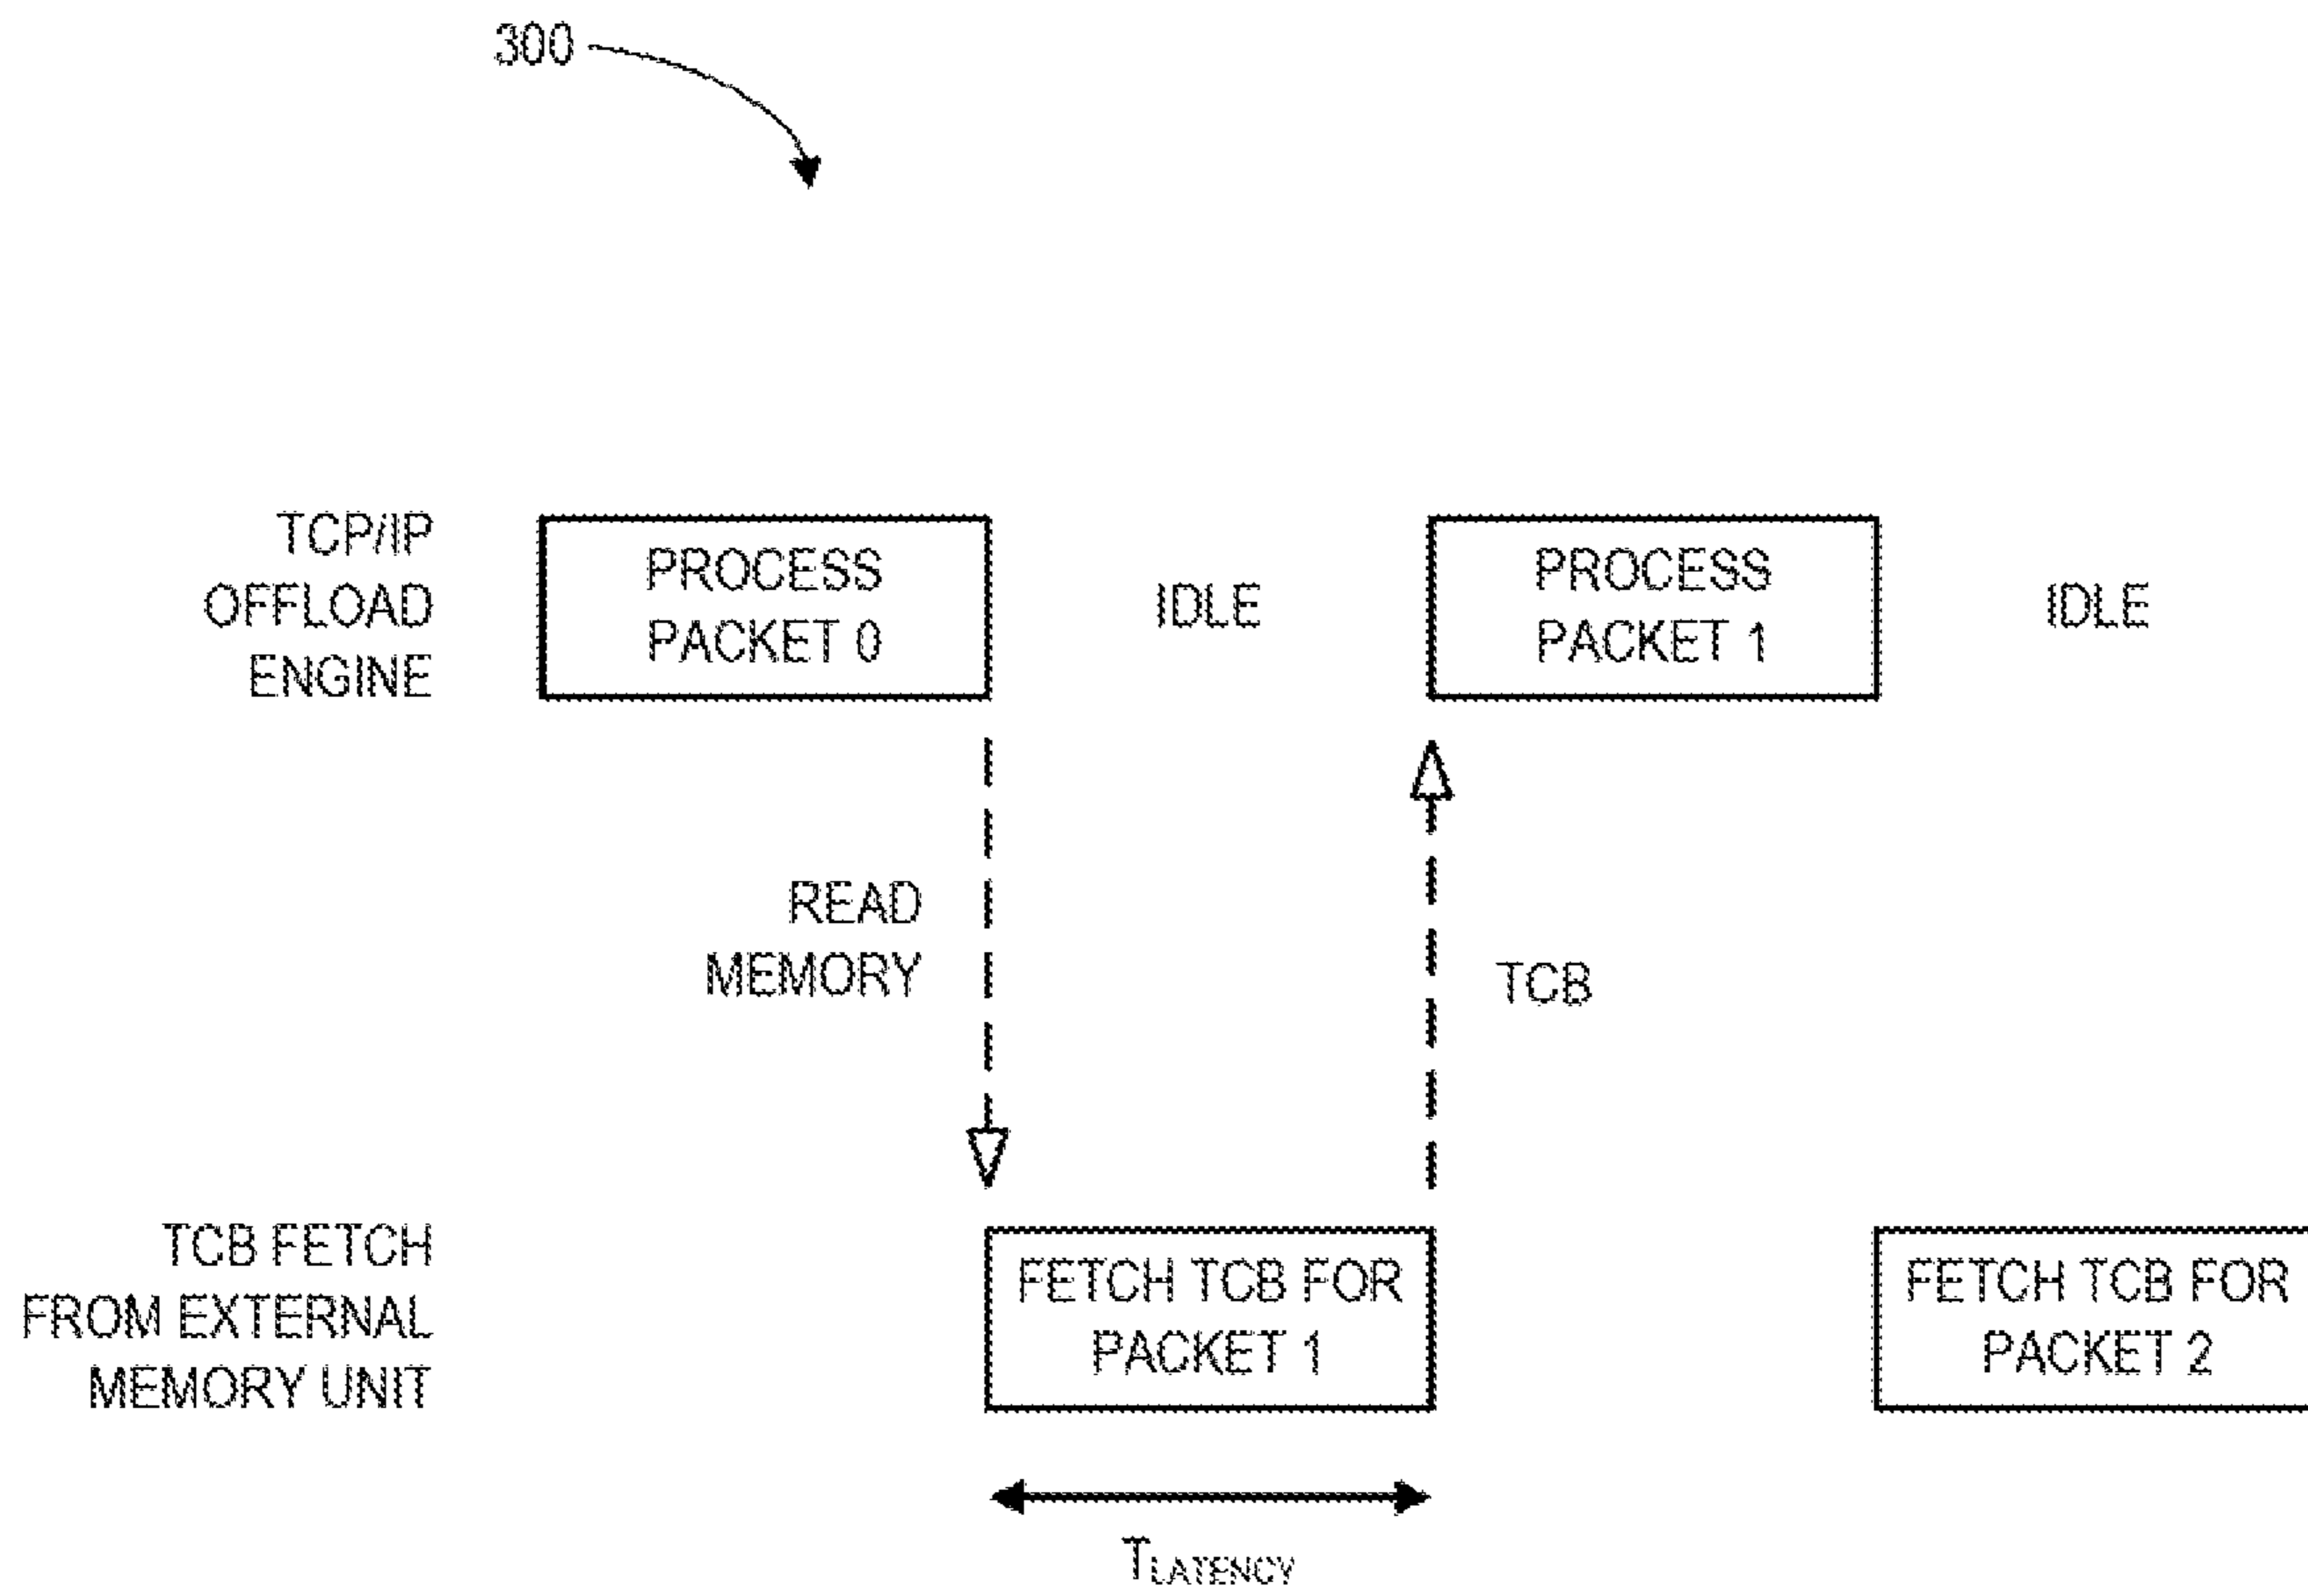 300
TCP/IP
OFFLOAD
ENGINE
PROCESS
PACKET 0
IDLE
PROCESS
PACKET 1
IDLE
READ
MEMORY
TCB
TCB FETCH
FROM EXTERNAL
MEMORY UNIT
FETCH TCB FOR
PACKET 1
FETCH TCB FOR
PACKET 2
TLATENCY